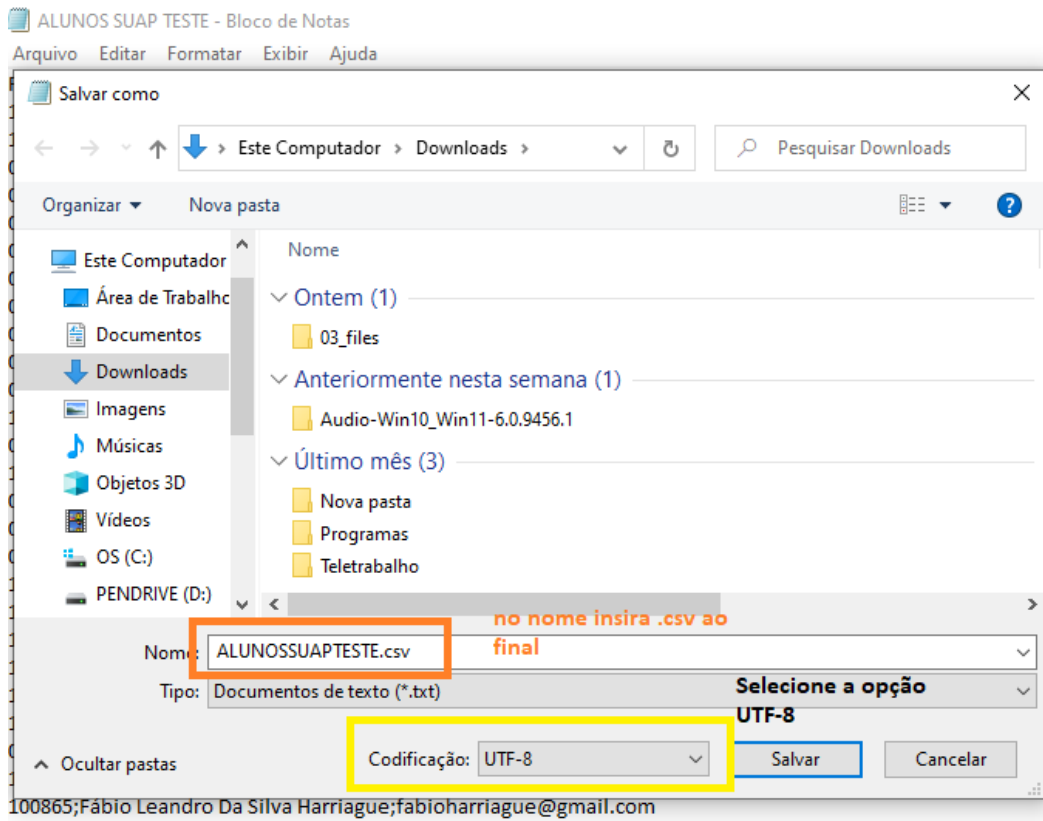 ALUNOS SUAP TESTE - Bloco de Notas
Arquivo Editar Formatar Exibir Ajuda
Salvar como
Este Computador > Downloads >
Pesquisar Downloads
Organizar Nova pasta
Nome
Este Computador
Área de Trabalho
Documentos
Downloads
Imagens
Músicas
Objetos 3D
Vídeos
OS (C:)
PENDRIVE (D:)
Ontem (1)
03_files
Anteriormente nesta semana (1)
Audio-Win10_Win11-6.0.9456.1
Último mês (3)
Nova pasta
Programas
Teletrabalho
no nome insira .csv ao
final
Nome: ALUNOSSUAPTESTE.csv
Tipo: Documentos de texto (*.txt)
Selecione a opção
UTF-8
Ocultar pastas
Codificação: UTF-8
Salvar
Cancelar
100865;Fábio Leandro Da Silva Harriague;fabioharriague@gmail.com